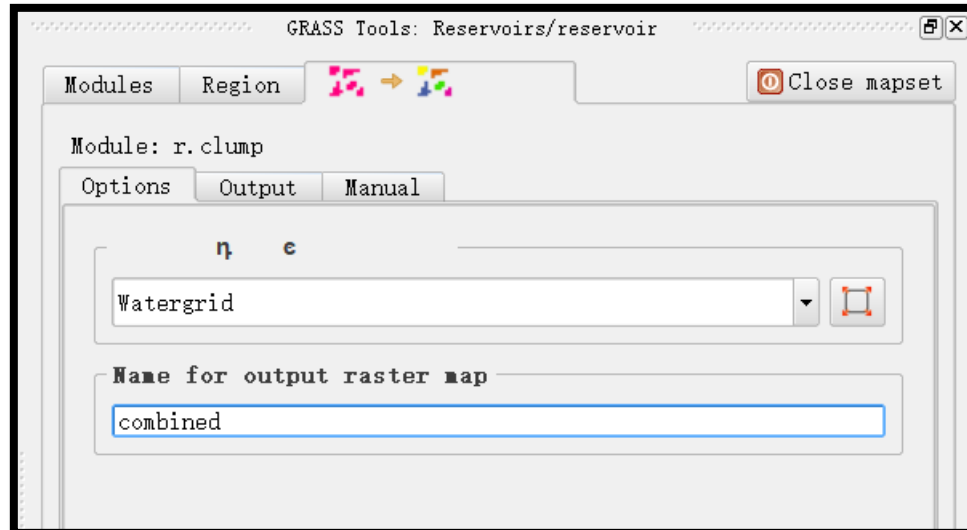 GRASS Tools: Reservoirs/reservoir
Modules Region Close mapset
Module: r.clump
Options Output Manual
Watergrid
Name for output raster map
combined